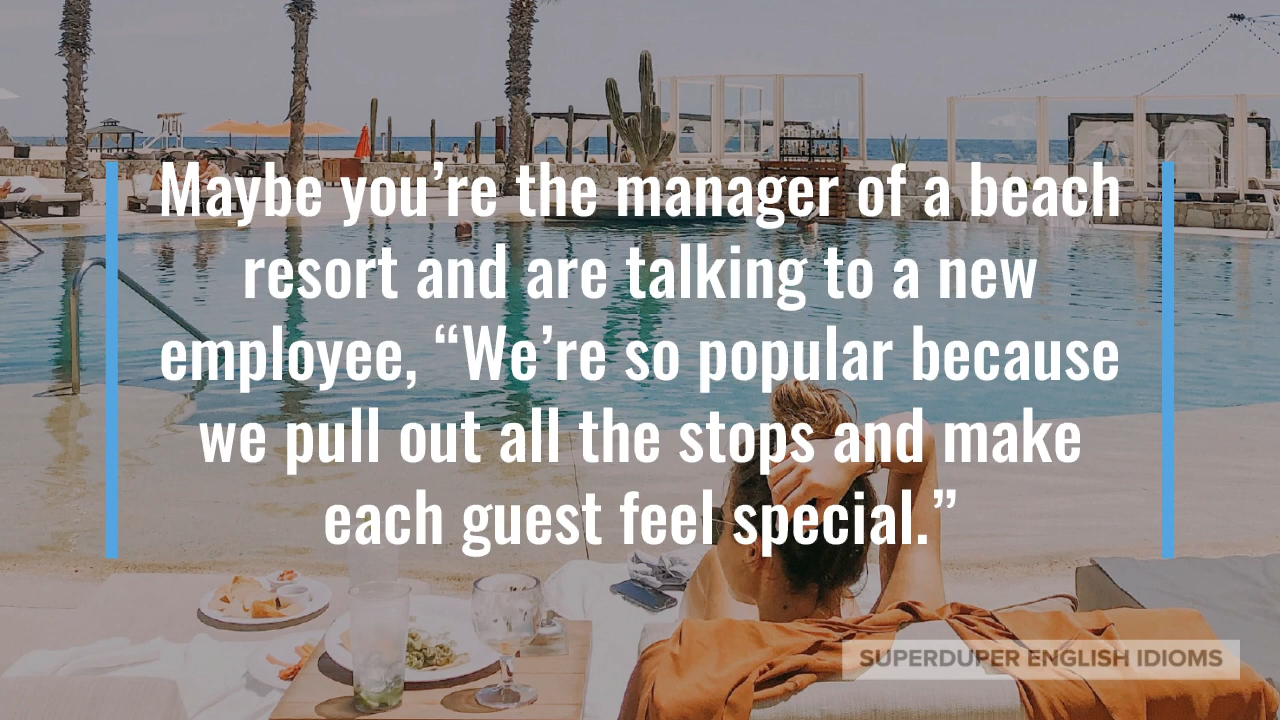 Maybe you’re the manager of a beach
resort and are talking to a new
employee, “We’re so popular because
we pull out all the stops and make
each guest feel special.”
SUPERDUPER ENGLISH IDIOMS